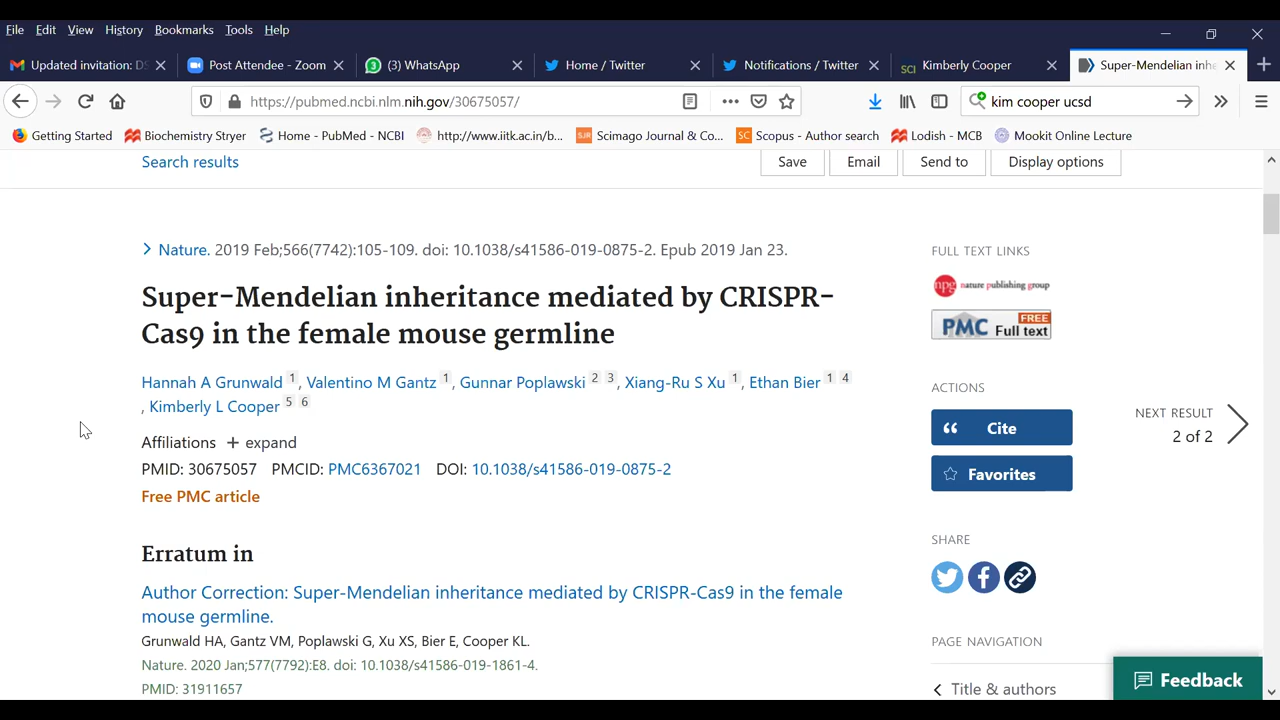 File Edit View History Bookmarks Tools Help
Updated invitation: DS Post Attendee - Zoom (3) WhatsApp Home / Twitter Notifications / Twitter SCI Kimberly Cooper Super-Mendelian inhe
https://pubmed.ncbi.nlm.nih.gov/30675057/ kim cooper ucsd
Getting Started Biochemistry Stryer Home - PubMed - NCBI http://www.iitk.ac.in/b... SJR Scimago Journal & Co... SC Scopus - Author search Lodish - MCB Mookit Online Lecture
Search results Save Email Send to Display options
Nature. 2019 Feb;566(7742):105-109. doi: 10.1038/s41586-019-0875-2. Epub 2019 Jan 23.
Super-Mendelian inheritance mediated by CRISPR-
Cas9 in the female mouse germline
Hannah A Grunwald 1, Valentino M Gantz 1, Gunnar Poplawski 2 3, Xiang-Ru S Xu 1, Ethan Bier 1 4
, Kimberly L Cooper 5 6
Affiliations + expand
PMID: 30675057 PMCID: PMC6367021 DOI: 10.1038/s41586-019-0875-2
Free PMC article
Erratum in
Author Correction: Super-Mendelian inheritance mediated by CRISPR-Cas9 in the female
mouse germline.
Grunwald HA, Gantz VM, Poplawski G, Xu XS, Bier E, Cooper KL.
Nature. 2020 Jan;577(7792):E8. doi: 10.1038/s41586-019-1861-4.
PMID: 31911657
FULL TEXT LINKS
npg nature publishing group
PMC FREE Full text
ACTIONS
Cite
Favorites
NEXT RESULT
2 of 2
SHARE
PAGE NAVIGATION
Title & authors
Feedback